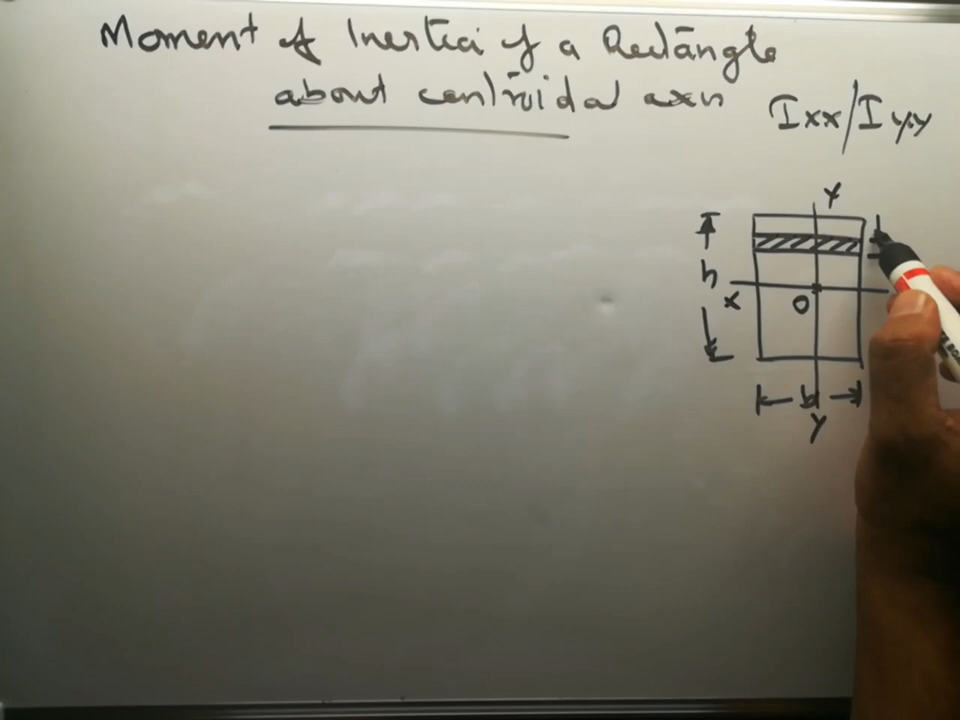 Moment of Inertia of a Rectangle
about centroidal axis
Ixx/Iyy
Y
h
X
O
b
Y